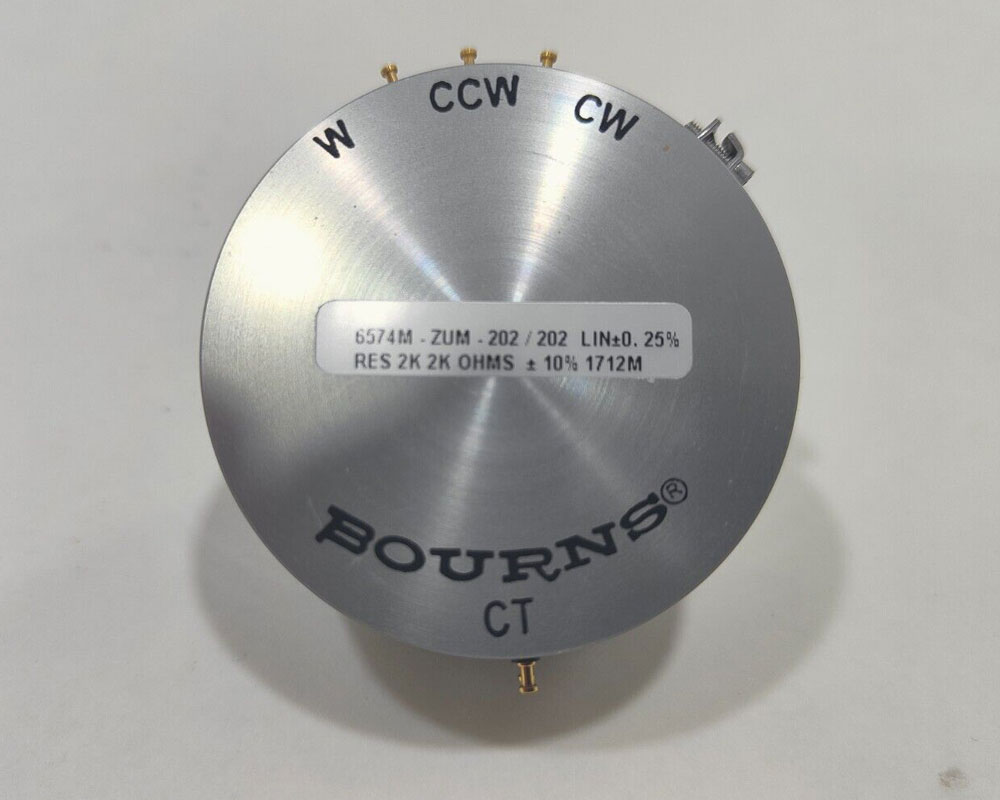 W CCW CW
6574M - ZUM - 202 / 202 LIN±0. 25%
RES 2K 2K OHMS ± 10% 1712M
BOURNS®
CT